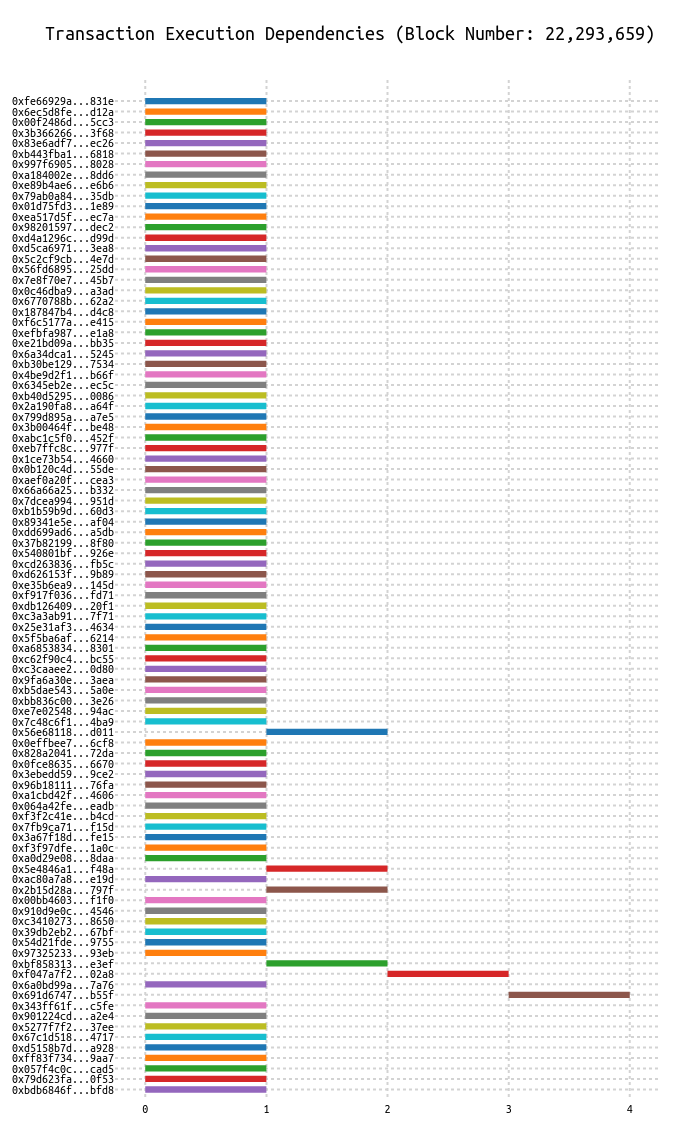 Transaction Execution Dependencies (Block Number: 22,293,659)
0xfe66929a...831e
0x6ec5d8fe...d12a
0x00f2486d...5cc3
0x3b366266...3f68
0x83e6adf7...ec26
0xb443fba1...6818
0x997f6905...8028
0xa184002e...8dd6
0xe89b4ae6...e6b6
0x79ab0a84...35db
0x01d75fd3...1e89
0xea517d5f...ec7a
0x98201597...dec2
0xd4a1296c...d99d
0xd5ca6971...3ea8
0x5c2cf9cb...4e7d
0x56fd6895...25dd
0x7e8f70e7...45b7
0x0c46dba9...a3ad
0x6770788b...62a2
0x187847b4...d4c8
0xf6c5177a...e415
0xefbfa987...e1a8
0xe21bd09a...bb35
0x6a34dca1...5245
0xb30be129...7534
0x4be9d2f1...b66f
0x6345eb2e...ec5c
0xb40d5295...0086
0x2a190fa8...a64f
0x799d895a...a7e5
0x3b00464f...be48
0xabc1c5f0...452f
0xeb7ffc8c...977f
0x1ce73b54...4660
0x0b120c4d...55de
0xaef0a20f...cea3
0x66a66a25...b332
0x7dcea994...951d
0xb1b59b9d...60d3
0x89341e5e...af04
0xdd699ad6...a5db
0x37b82199...8f80
0x540801bf...926e
0xcd263836...fb5c
0xd626153f...9b89
0xe35b6ea9...145d
0xf917f036...fd71
0xdb126409...20f1
0xc3a3ab91...7f71
0x25e31af3...4634
0x5f5ba6af...6214
0xa6853834...8301
0xc62f90c4...bc55
0xc3caaee2...0d80
0x9fa6a30e...3aea
0xb5dae543...5a0e
0xbb836c00...3e26
0xe7e02548...94ac
0x7c48c6f1...4ba9
0x56e68118...d011
0x0effbee7...6cf8
0x828a2041...72da
0x0fce8635...6670
0x3ebedd59...9ce2
0x96b18111...76fa
0xa1cbd42f...4606
0x064a42fe...eadb
0xf3f2c41e...b4cd
0x7fb9ca71...f15d
0x3a67f18d...fe15
0xf3f97dfe...1a0c
0xa0d29e08...8daa
0x5e4846a1...f48a
0xac80a7a8...e19d
0x2b15d28a...797f
0x00bb4603...f1f0
0x910d9e0c...4546
0xc3410273...8650
0x39db2eb2...67bf
0x54d21fde...9755
0x97325233...93eb
0xbf858313...e3ef
0xf047a7f2...02a8
0x6a0bd99a...7a76
0x691d6747...b55f
0x343ff61f...c5fe
0x901224cd...a2e4
0x5277f7f2...37ee
0x67c1d518...4717
0xd5158b7d...a928
0xff83f734...9aa7
0x057f4c0c...cad5
0x79d623fa...0f53
0xbdb6846f...bfd8
0 1 2 3 4